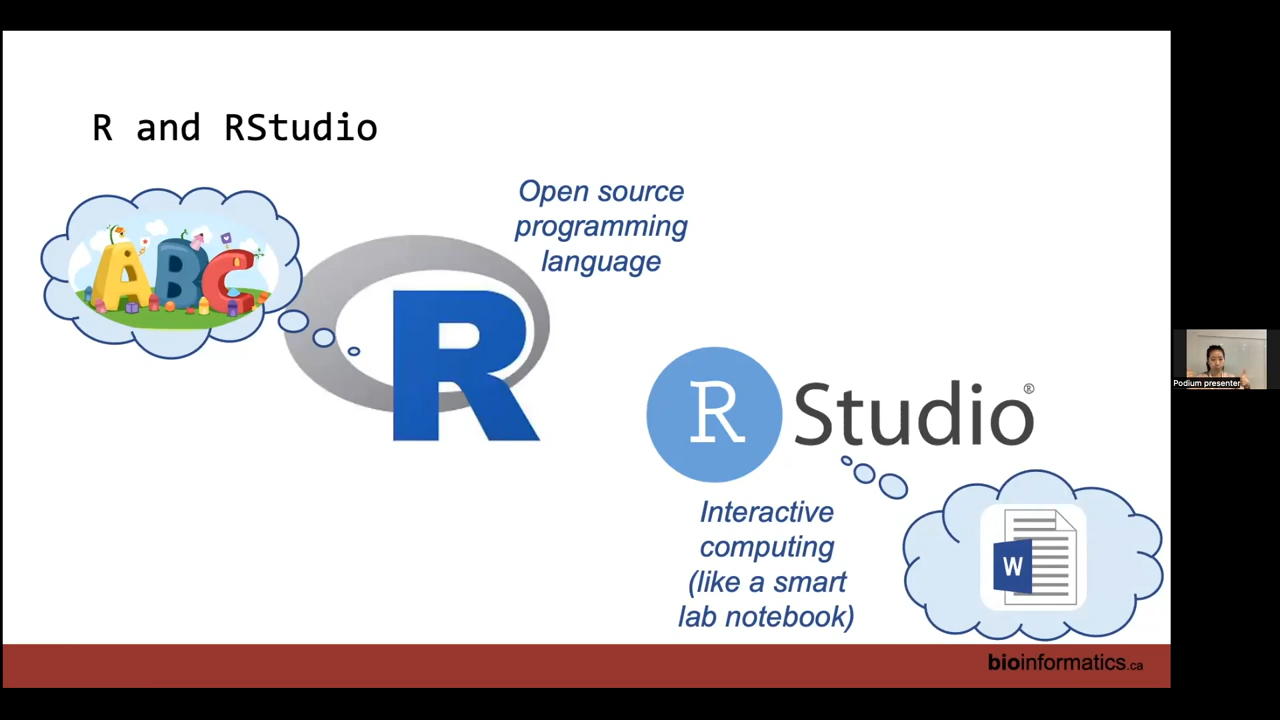 R and RStudio
Open source
programming
language
ABC
R
R Studio®
Interactive
computing
(like a smart
lab notebook)
W
Podium presenter
bioinformatics.ca